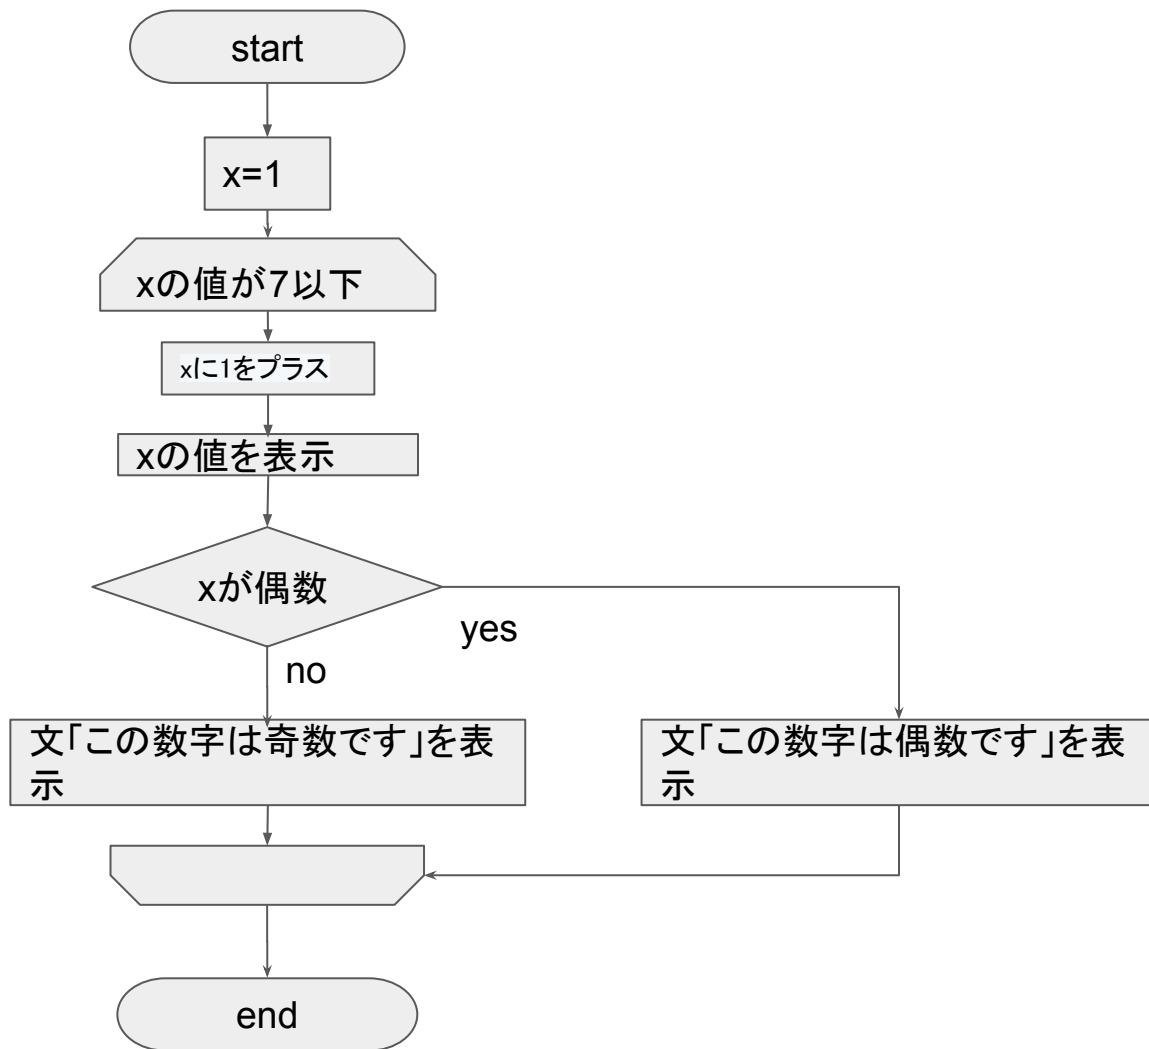 start
x=1
xの値が7以下
xに1をプラス
xの値を表示
xが偶数
yes
no
文「この数字は奇数です」を表
示
文「この数字は偶数です」を表
示
end